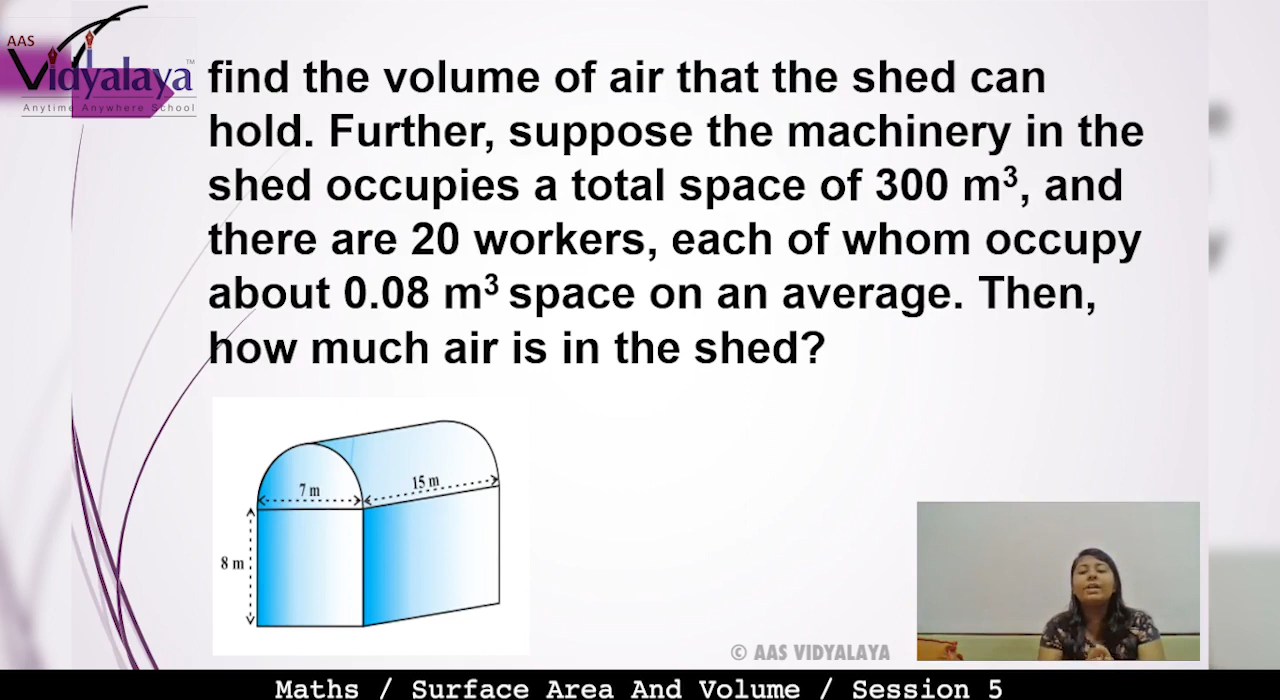 AAS
Vidyalaya
TM
Anytime Anywhere School
find the volume of air that the shed can
hold. Further, suppose the machinery in the
shed occupies a total space of 300 m³, and
there are 20 workers, each of whom occupy
about 0.08 m³ space on an average. Then,
how much air is in the shed?
7 m
15 m
8 m
© AAS VIDYALAYA
Maths / Surface Area And Volume / Session 5